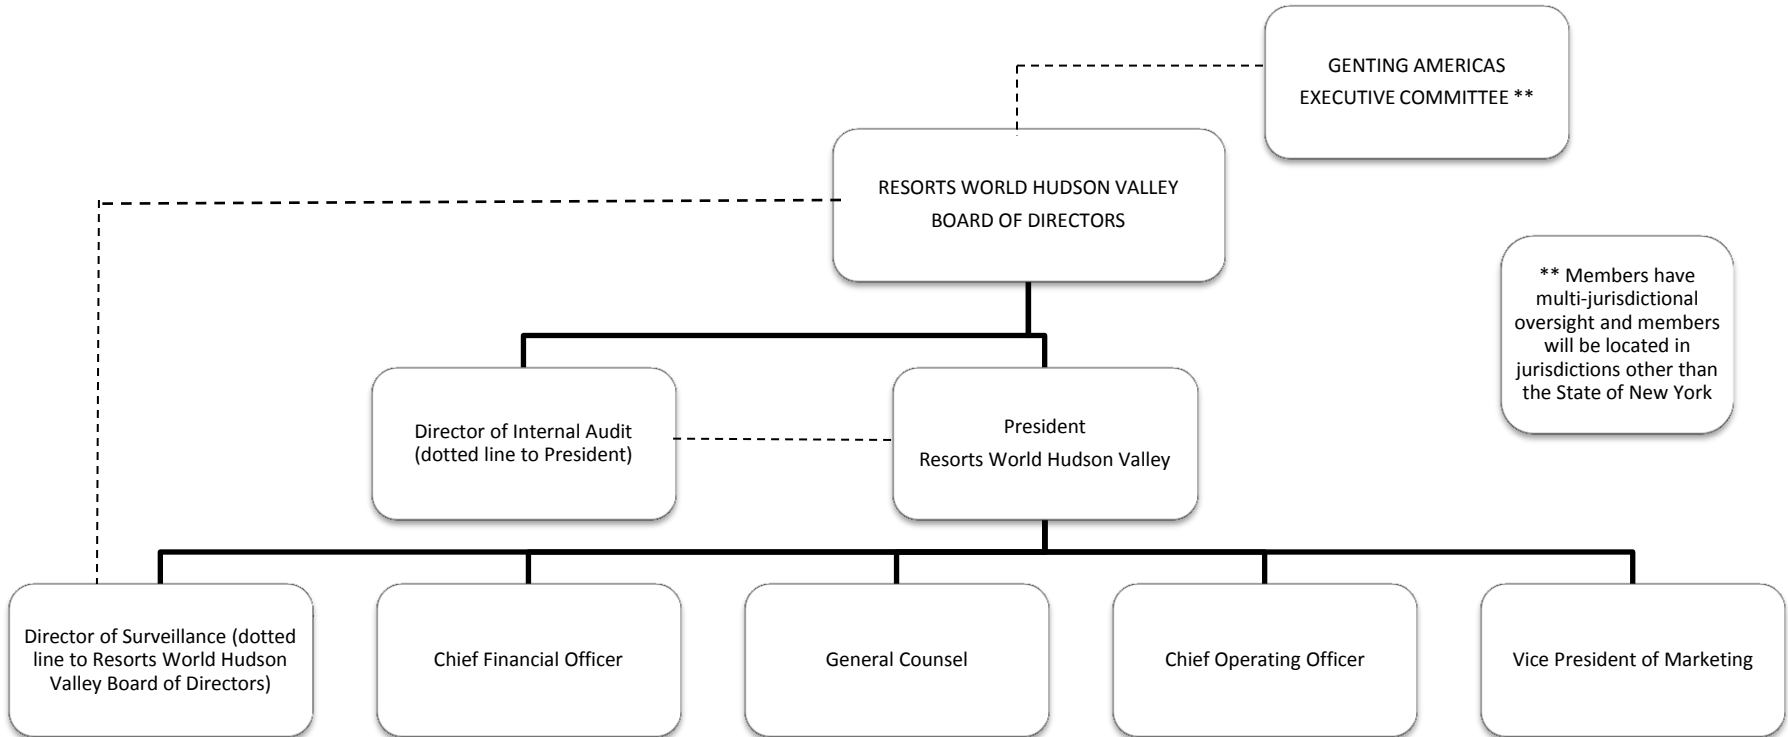 GENTING AMERICAS
EXECUTIVE COMMITTEE **
RESORTS WORLD HUDSON VALLEY
BOARD OF DIRECTORS
** Members have
multi-jurisdictional
oversight and members
will be located in
jurisdictions other than
the State of New York
Director of Internal Audit
(dotted line to President)
President
Resorts World Hudson Valley
Director of Surveillance (dotted
line to Resorts World Hudson
Valley Board of Directors)
Chief Financial Officer
General Counsel
Chief Operating Officer
Vice President of Marketing